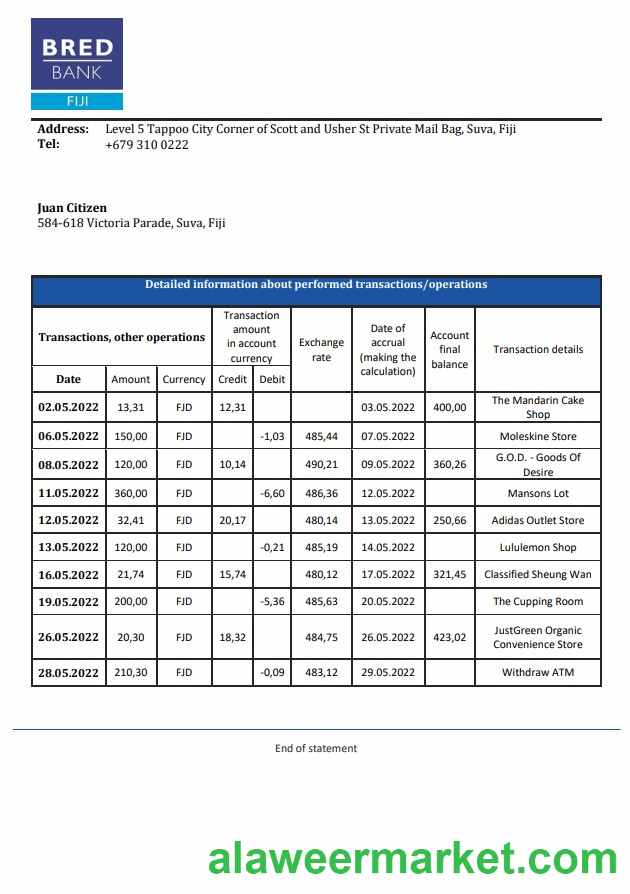 BRED
BANK
FIJI
Address: Level 5 Tappoo City Corner of Scott and Usher St Private Mail Bag, Suva, Fiji
Tel: +679 310 0222
Juan Citizen
584-618 Victoria Parade, Suva, Fiji
Detailed information about performed transactions/operations
Transactions, other operations
Transaction
amount
in account
currency
Exchange
rate
Date of
accrual
(making the
calculation)
Account
final
balance
Transaction details
Date Amount Currency Credit Debit
02.05.2022 13,31 FJD 12,31 03.05.2022 400,00 The Mandarin Cake
Shop
06.05.2022 150,00 FJD -1,03 485,44 07.05.2022 Moleskine Store
08.05.2022 120,00 FJD 10,14 490,21 09.05.2022 360,26 G.O.D. - Goods Of
Desire
11.05.2022 360,00 FJD -6,60 486,36 12.05.2022 Mansons Lot
12.05.2022 32,41 FJD 20,17 480,14 13.05.2022 250,66 Adidas Outlet Store
13.05.2022 120,00 FJD -0,21 485,19 14.05.2022 Lululemon Shop
16.05.2022 21,74 FJD 15,74 480,12 17.05.2022 321,45 Classified Sheung Wan
19.05.2022 200,00 FJD -5,36 485,63 20.05.2022 The Cupping Room
26.05.2022 20,30 FJD 18,32 484,75 26.05.2022 423,02 JustGreen Organic
Convenience Store
28.05.2022 210,30 FJD -0,09 483,12 29.05.2022 Withdraw ATM
End of statement
alaweermarket.com